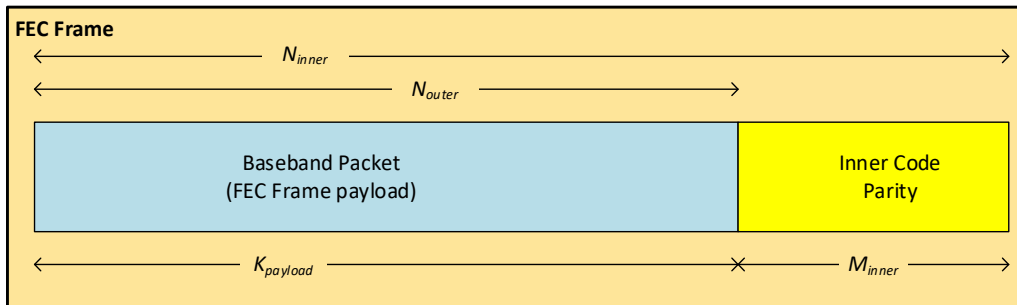 FEC Frame
Ninner
Nouter
Baseband Packet
(FEC Frame payload)
Inner Code
Parity
Kpayload
Minner